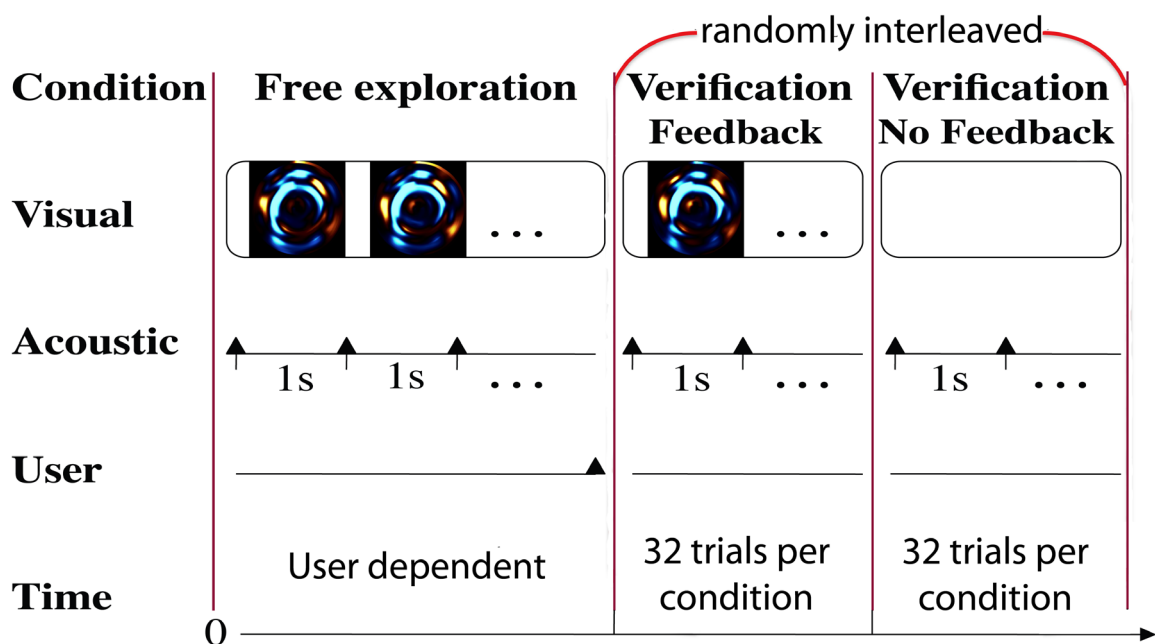 randomly interleaved
Condition
Free exploration
Verification
Feedback
Verification
No Feedback
Visual
...
...
Acoustic
1s
1s
...
1s
...
1s
...
User
Time
User dependent
32 trials per
condition
32 trials per
condition
0